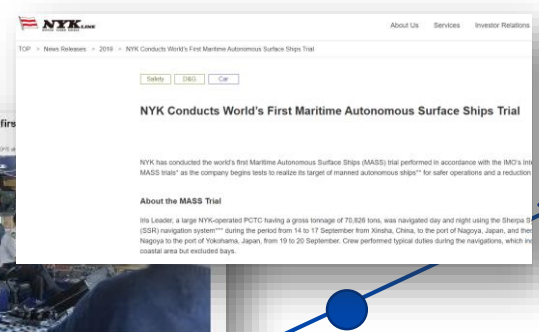 NYK LINE
About Us Services Investor Relations
TOP > News Releases > 2019 > NYK Conducts World's First Maritime Autonomous Surface Ships Trial
Safety D&G Car
NYK Conducts World's First Maritime Autonomous Surface Ships Trial
firs
NYK has conducted the world's first Maritime Autonomous Surface Ships (MASS) trial performed in accordance with the IMO's Int
MASS trials* as the company begins tests to realize its target of manned autonomous ships** for safer operations and a reduction
About the MASS Trial
Iris Leader, a large NYK-operated PCTC having a gross tonnage of 70,826 tons, was navigated day and night using the Sherpa S
(SSR) navigation system*** during the period from 14 to 17 September from Xinsha, China, to the port of Nagoya, Japan, and then
Nagoya to the port of Yokohama, Japan, from 19 to 20 September. Crew performed typical duties during the navigations, which inc
coastal area but excluded bays.